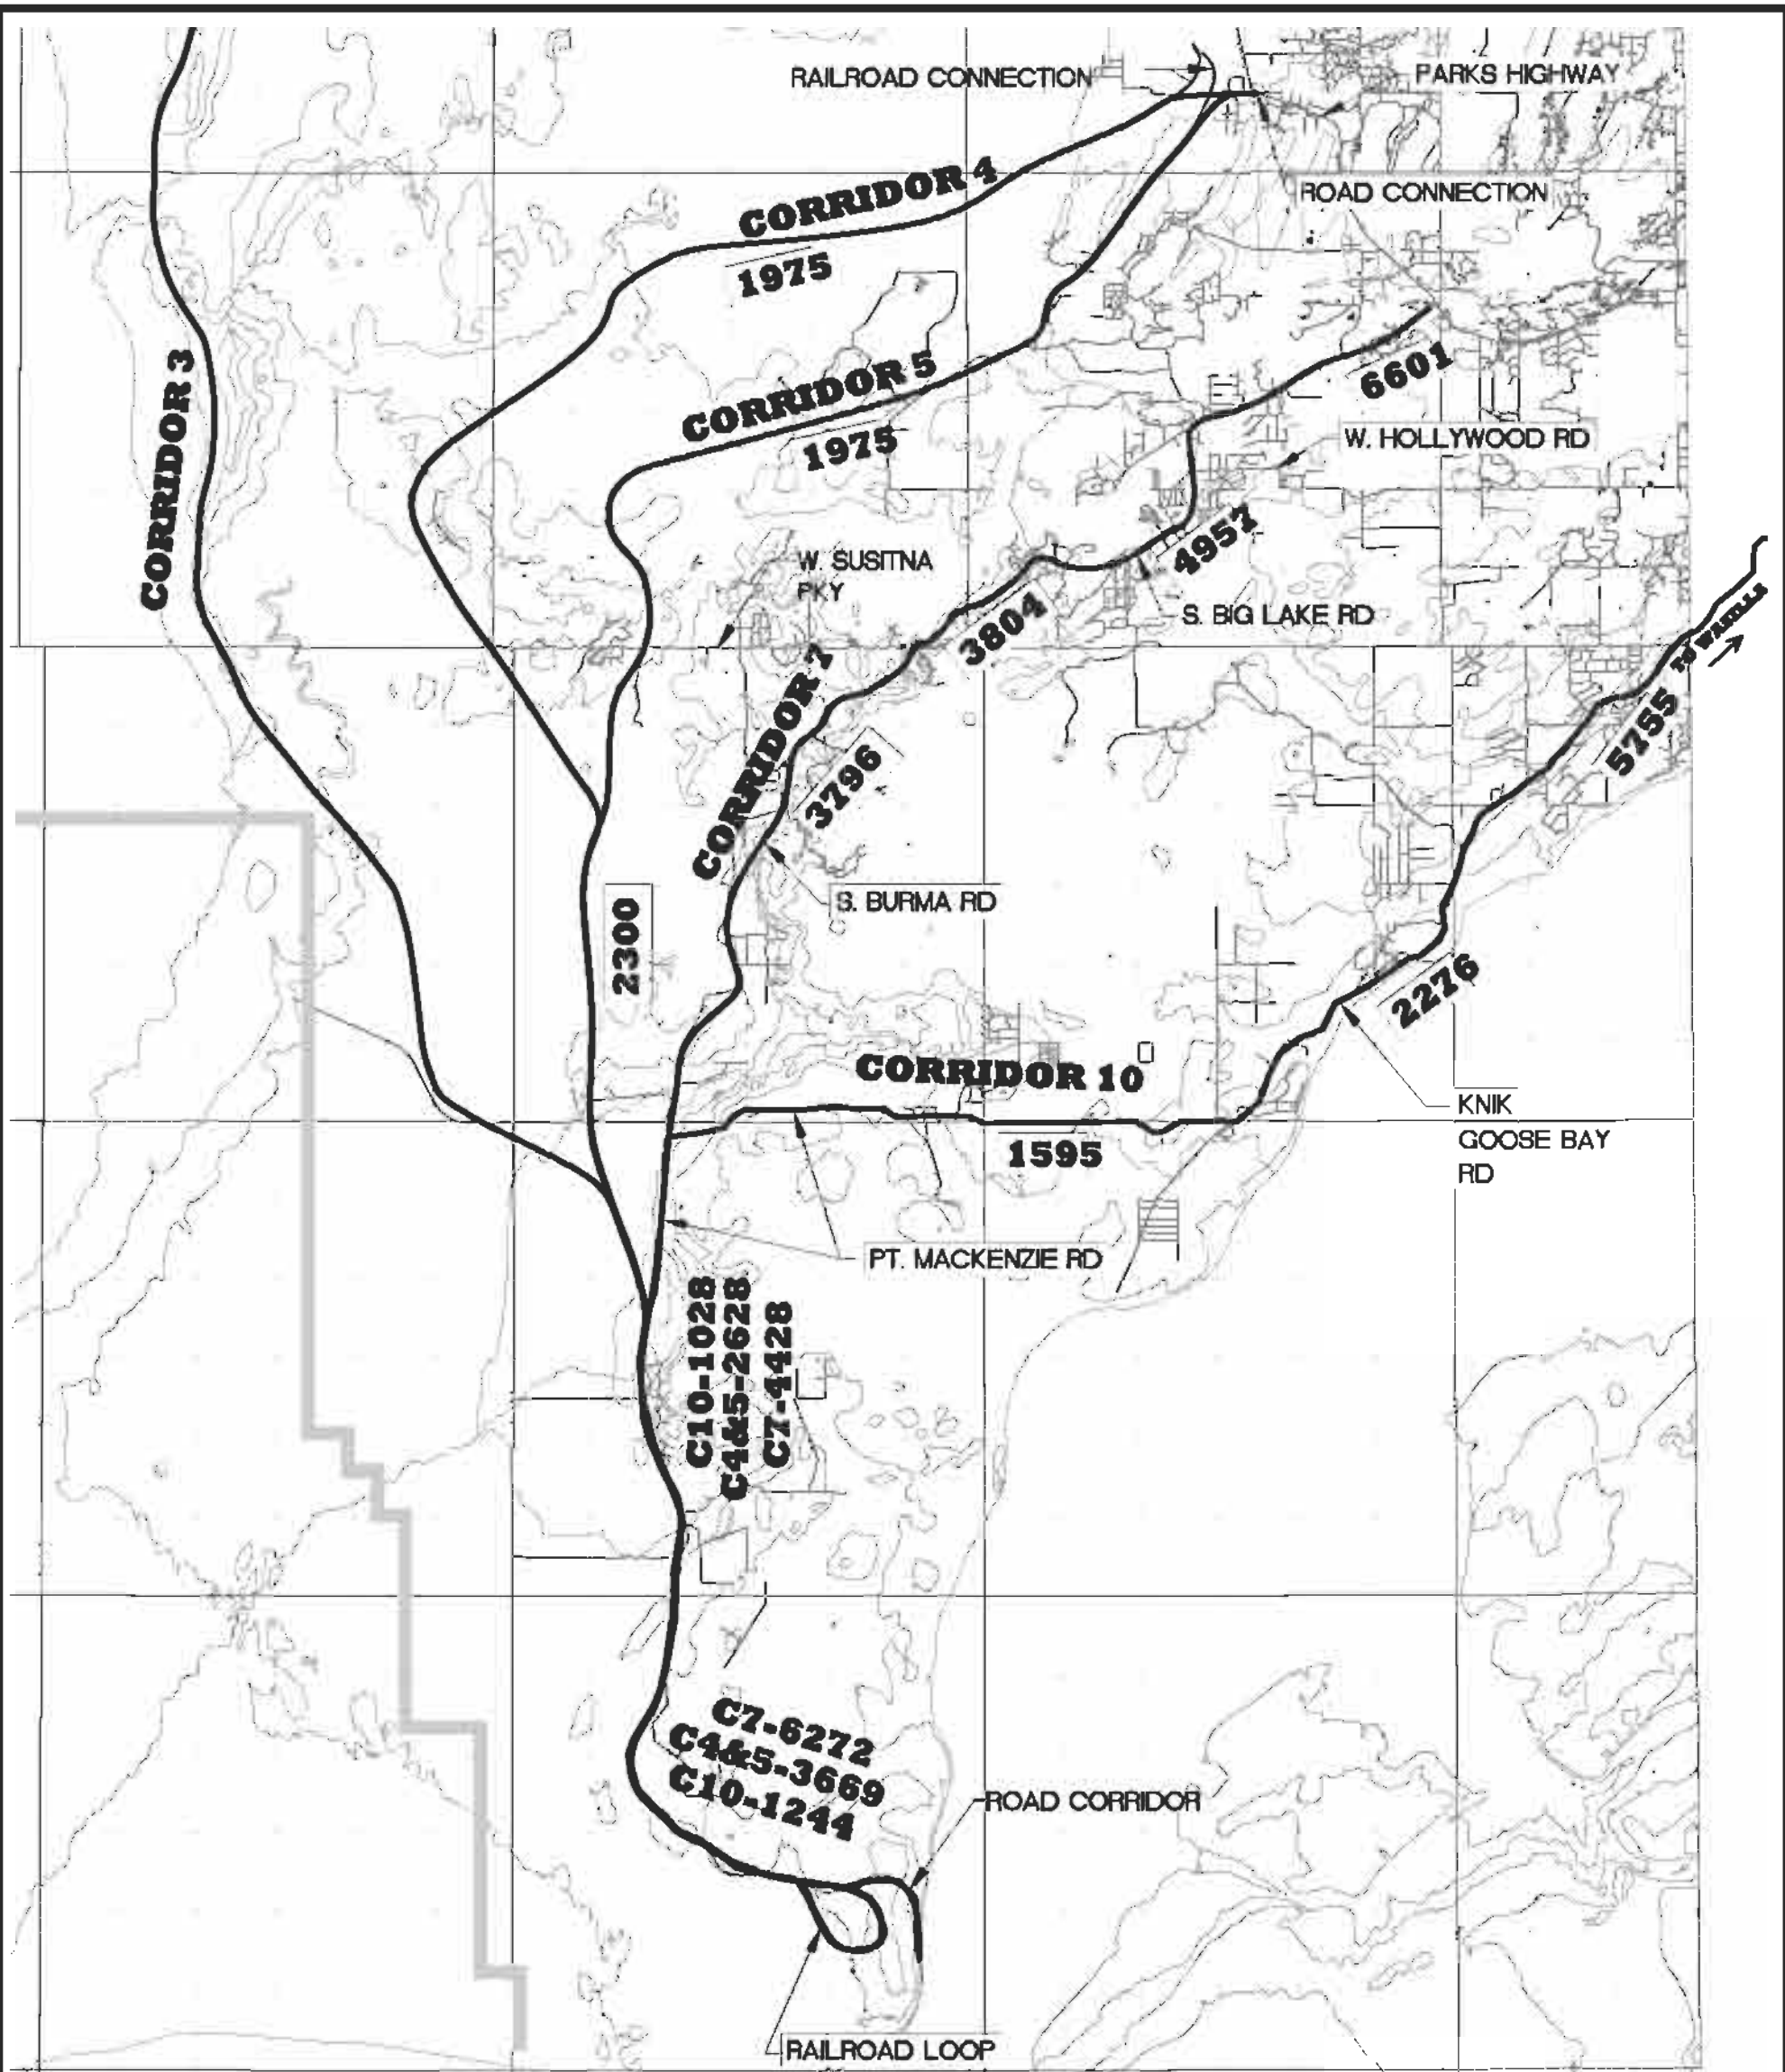 RAILROAD CONNECTION
PARKS HIGHWAY
CORRIDOR 4
1975
ROAD CONNECTION
CORRIDOR 3
CORRIDOR 5
1975
6601
W. HOLLYWOOD RD
4957
W. SUSITNA
PKY
S. BIG LAKE RD
3804
TO WASILLA
CORRIDOR 7
3796
5755
S. BURMA RD
2300
2276
CORRIDOR 10
KNIK
GOOSE BAY
RD
1595
PT. MACKENZIE RD
C10-1028
C4&5-2628
C7-4428
C7-6272
C4&5-3669
C10-1244
ROAD CORRIDOR
RAILROAD LOOP